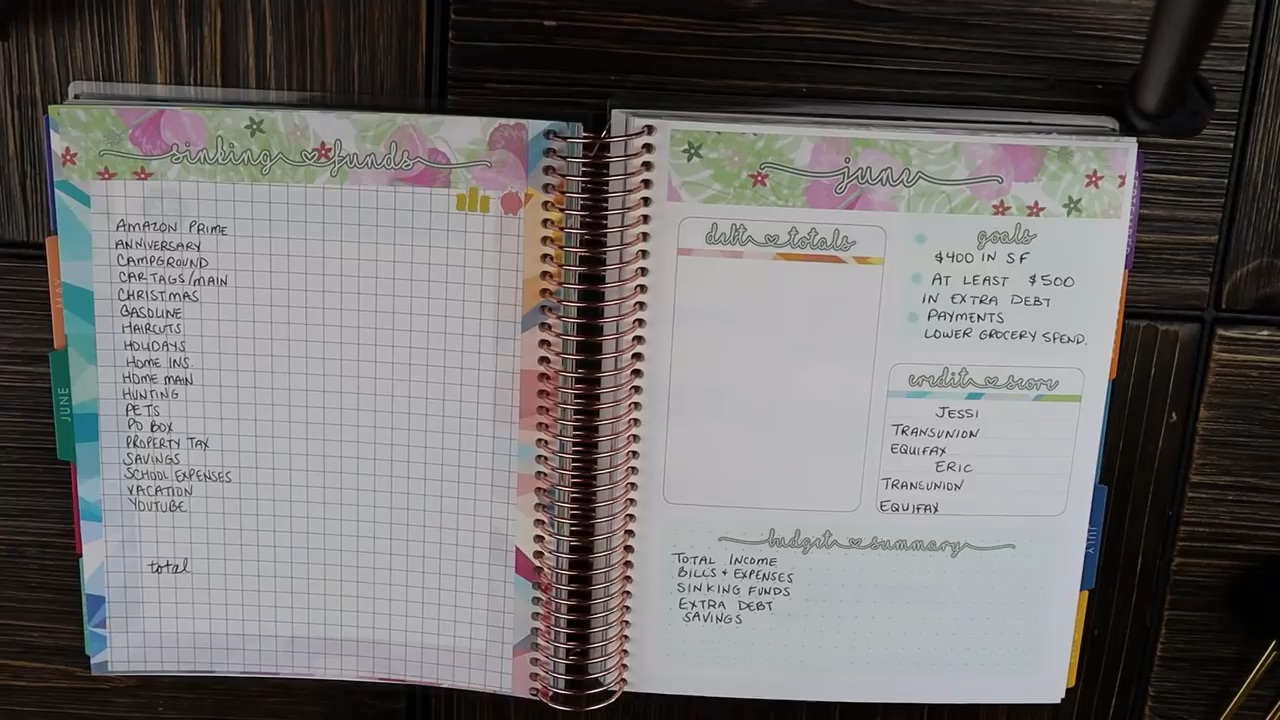 sinking funds
AMAZON PRIME
ANNIVERSARY
CAMPGROUND
CAR TAGS/MAIN
CHRISTMAS
GASOLINE
HAIRCUTS
HOLIDAYS
HOME INS.
HOME MAIN
HUNTING
PETS
PO BOX
PROPERTY TAX
SAVINGS
SCHOOL EXPENSES
VACATION
YOUTUBE
total
MAY
JUNE
june
debt totals
goals
$400 IN SF
AT LEAST $500
IN EXTRA DEBT
PAYMENTS
LOWER GROCERY SPEND.
credit score
JESSI
TRANSUNION
EQUIFAX
ERIC
TRANSUNION
EQUIFAX
budget summary
TOTAL INCOME
BILLS + EXPENSES
SINKING FUNDS
EXTRA DEBT
SAVINGS
JULY